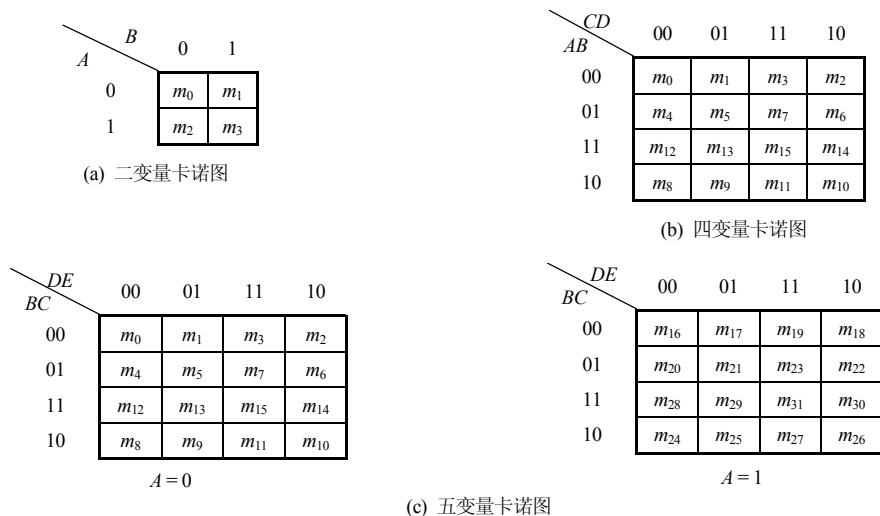 B
A
0 1
0 m₀ m₁
1 m₂ m₃
(a) 二变量卡诺图
CD
AB
00 01 11 10
00 m₀ m₁ m₃ m₂
01 m₄ m₅ m₇ m₆
11 m₁₂ m₁₃ m₁₅ m₁₄
10 m₈ m₉ m₁₁ m₁₀
(b) 四变量卡诺图
DE
BC
00 01 11 10
00 m₀ m₁ m₃ m₂
01 m₄ m₅ m₇ m₆
11 m₁₂ m₁₃ m₁₅ m₁₄
10 m₈ m₉ m₁₁ m₁₀
A = 0
DE
BC
00 01 11 10
00 m₁₆ m₁₇ m₁₉ m₁₈
01 m₂₀ m₂₁ m₂₃ m₂₂
11 m₂₈ m₂₉ m₃₁ m₃₀
10 m₂₄ m₂₅ m₂₇ m₂₆
A = 1
(c) 五变量卡诺图